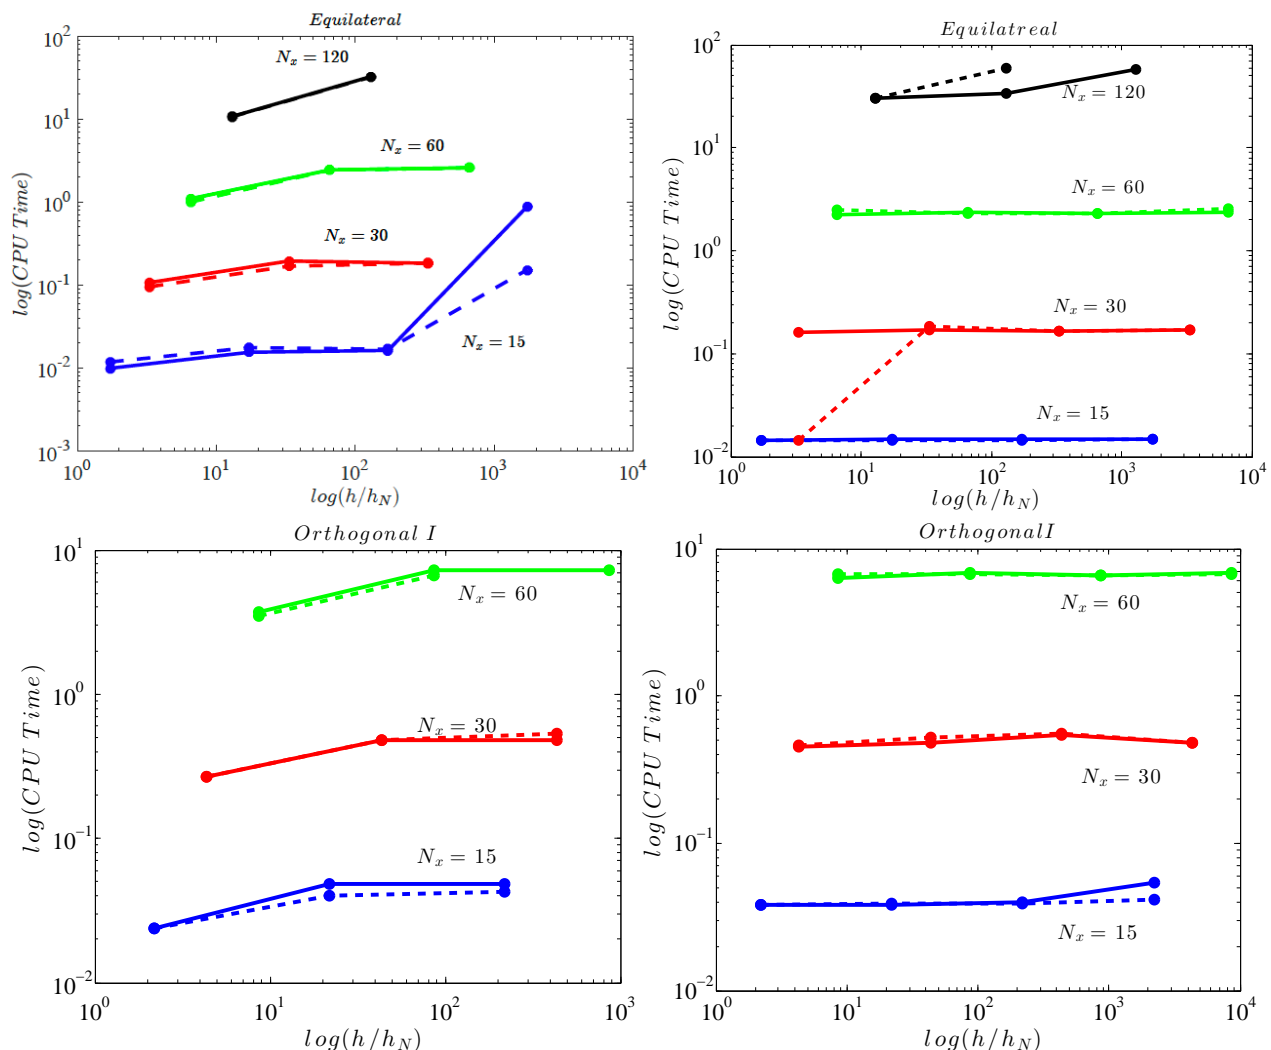 Equilateral
10^2
10^1
10^0
10^-1
10^-2
10^-3
log(CPU Time)
N_x = 120
N_x = 60
N_x = 30
N_x = 15
10^0 10^1 10^2 10^3 10^4
log(h/h_N)
Equilatreal
10^2
10^1
10^0
10^-1
10^-2
log(CPU Time)
N_x = 120
N_x = 60
N_x = 30
N_x = 15
10^0 10^1 10^2 10^3 10^4
log(h/h_N)
Orthogonal I
10^1
10^0
10^-1
10^-2
log(CPU Time)
N_x = 60
N_x = 30
N_x = 15
10^0 10^1 10^2 10^3
log(h/h_N)
OrthogonalI
10^1
10^0
10^-1
10^-2
log(CPU Time)
N_x = 60
N_x = 30
N_x = 15
10^0 10^1 10^2 10^3 10^4
log(h/h_N)